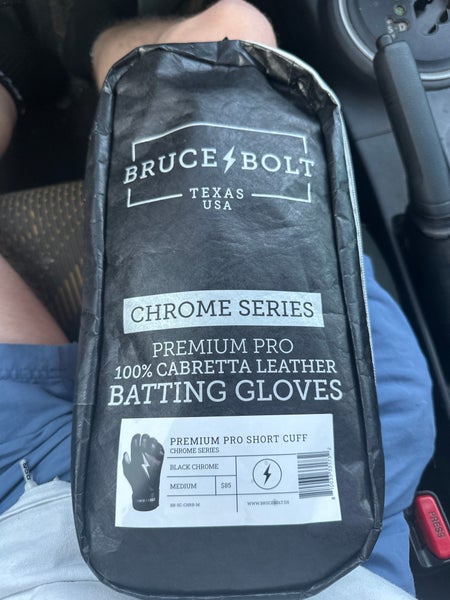 BRUCE BOLT
TEXAS
USA
CHROME SERIES
PREMIUM PRO
100% CABRETTA LEATHER
BATTING GLOVES
PREMIUM PRO SHORT CUFF
CHROME SERIES
BLACK CHROME
MEDIUM $85
WWW.BRUCEBOLT.US
PRESS